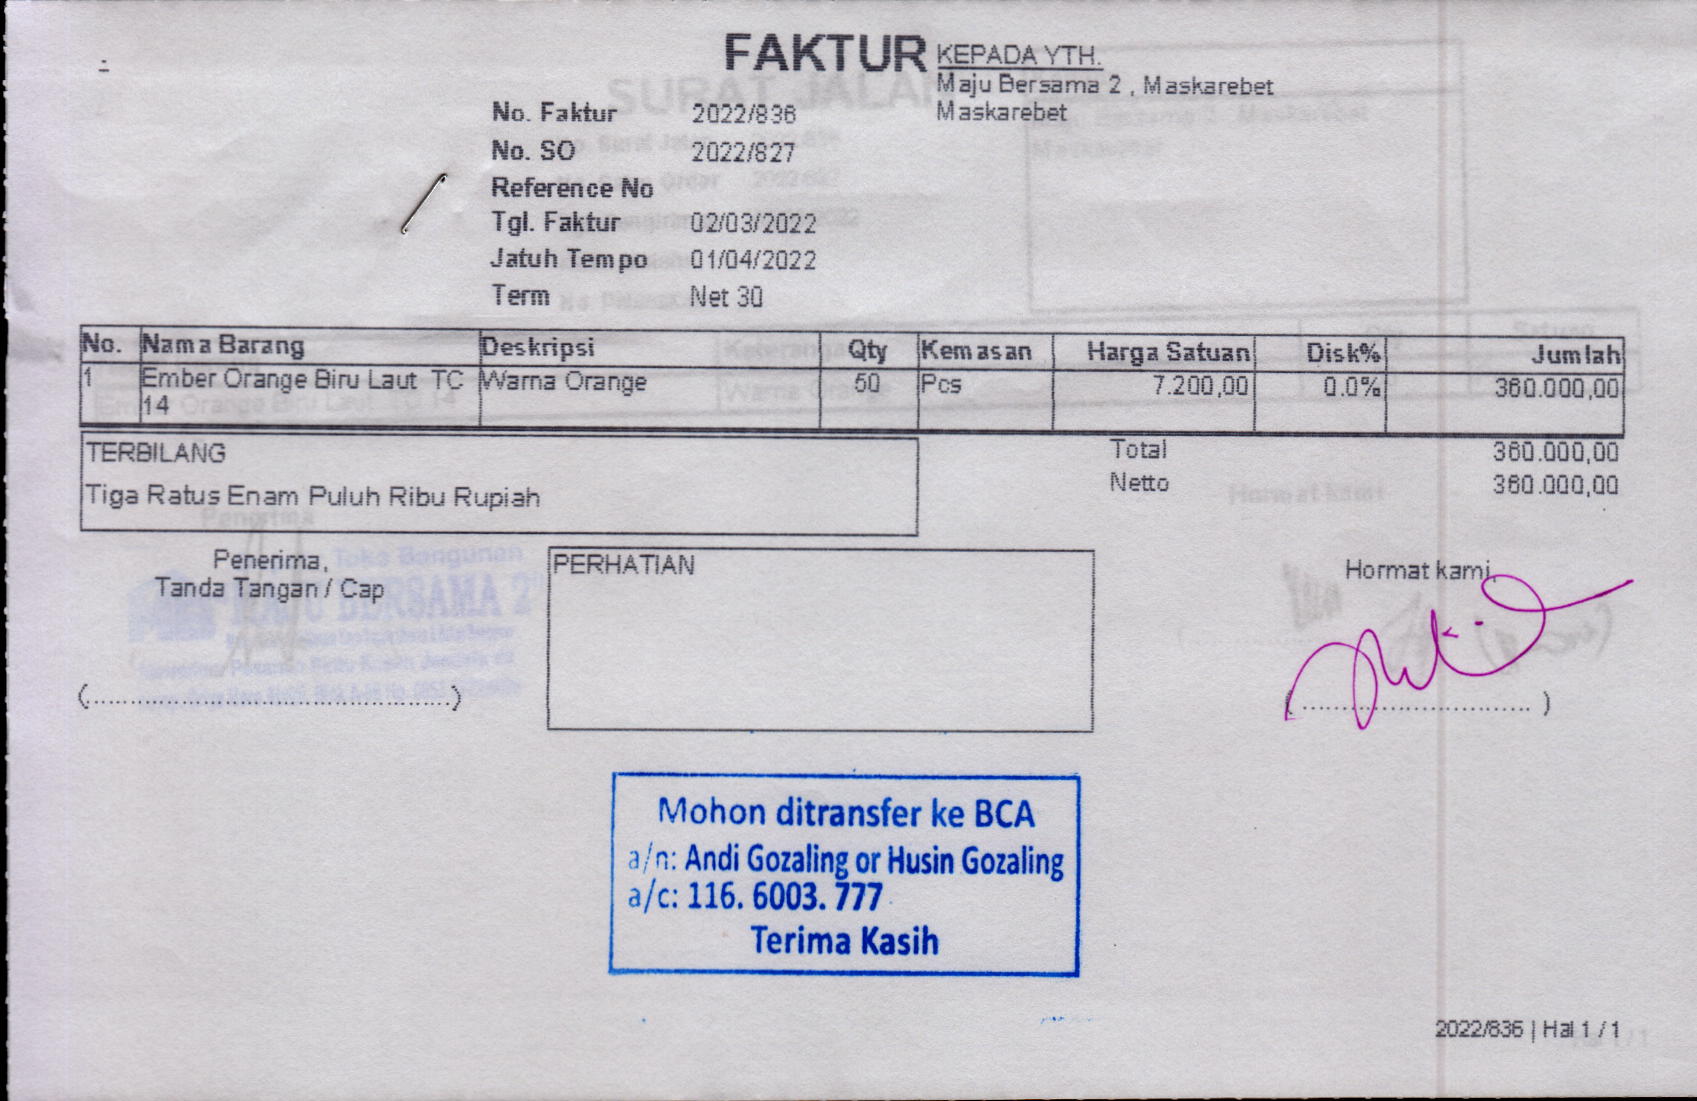 FAKTUR
KEPADA YTH.
Maju Bersama 2 , Maskarebet
Maskarebet
No. Faktur 2022/836
No. SO 2022/827
Reference No
Tgl. Faktur 02/03/2022
Jatuh Tempo 01/04/2022
Term Net 30
No. Nama Barang Deskripsi Qty Kemasan Harga Satuan Disk% Jumlah
1 Ember Orange Biru Laut TC Warna Orange 50 Pcs 7.200,00 0.0% 360.000,00
14
TERBILANG
Tiga Ratus Enam Puluh Ribu Rupiah
Total 360.000,00
Netto 360.000,00
Penerima,
Tanda Tangan / Cap
(................................................)
PERHATIAN
Hormat kami,
( ............................... )
Mohon ditransfer ke BCA
a/n: Andi Gozaling or Husin Gozaling
a/c: 116. 6003. 777
Terima Kasih
2022/836 | Hal 1 / 1